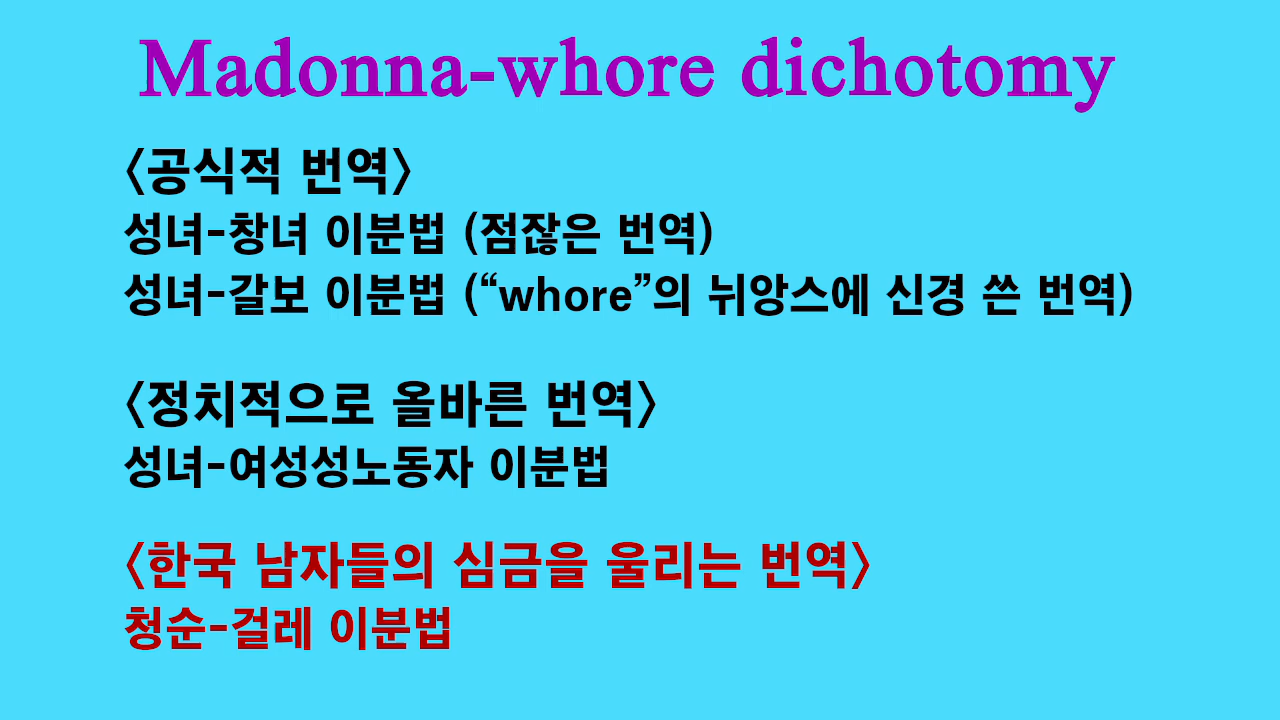 Madonna-whore dichotomy
〈공식적 번역〉
성녀-창녀 이분법 (점잖은 번역)
성녀-갈보 이분법 (“whore”의 뉘앙스에 신경 쓴 번역)
〈정치적으로 올바른 번역〉
성녀-여성성노동자 이분법
〈한국 남자들의 심금을 울리는 번역〉
청순-걸레 이분법